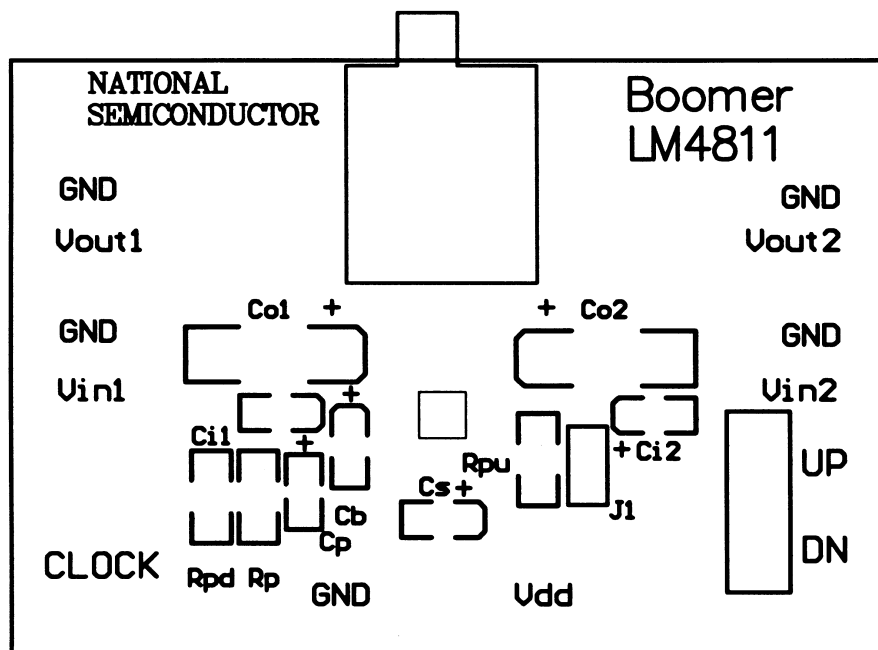 NATIONAL
SEMICONDUCTOR
Boomer
LM4811
GND
GND
Vout1
Vout2
Co1 +
+ Co2
GND
GND
Vin1
Vin2
+
Ci1
+
+ Ci2
Rpu
UP
Cs+
Cb
J1
Cp
CLOCK
DN
Rpd
Rp
GND
Vdd